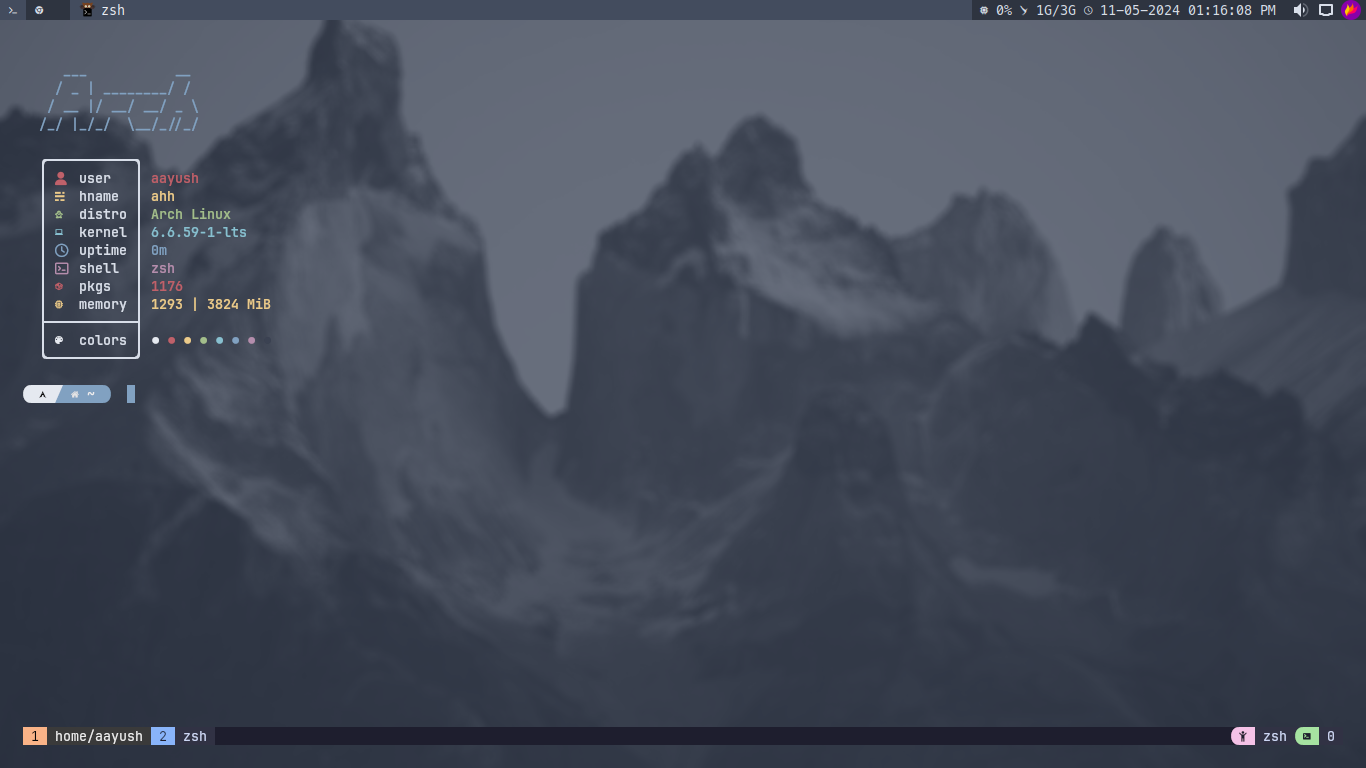 zsh 0% 1G/3G 11-05-2024 01:16:08 PM
Arch
user aayush
hname ahh
distro Arch Linux
kernel 6.6.59-1-lts
uptime 0m
shell zsh
pkgs 1176
memory 1293 | 3824 MiB
colors
~
1 home/aayush 2 zsh zsh 0